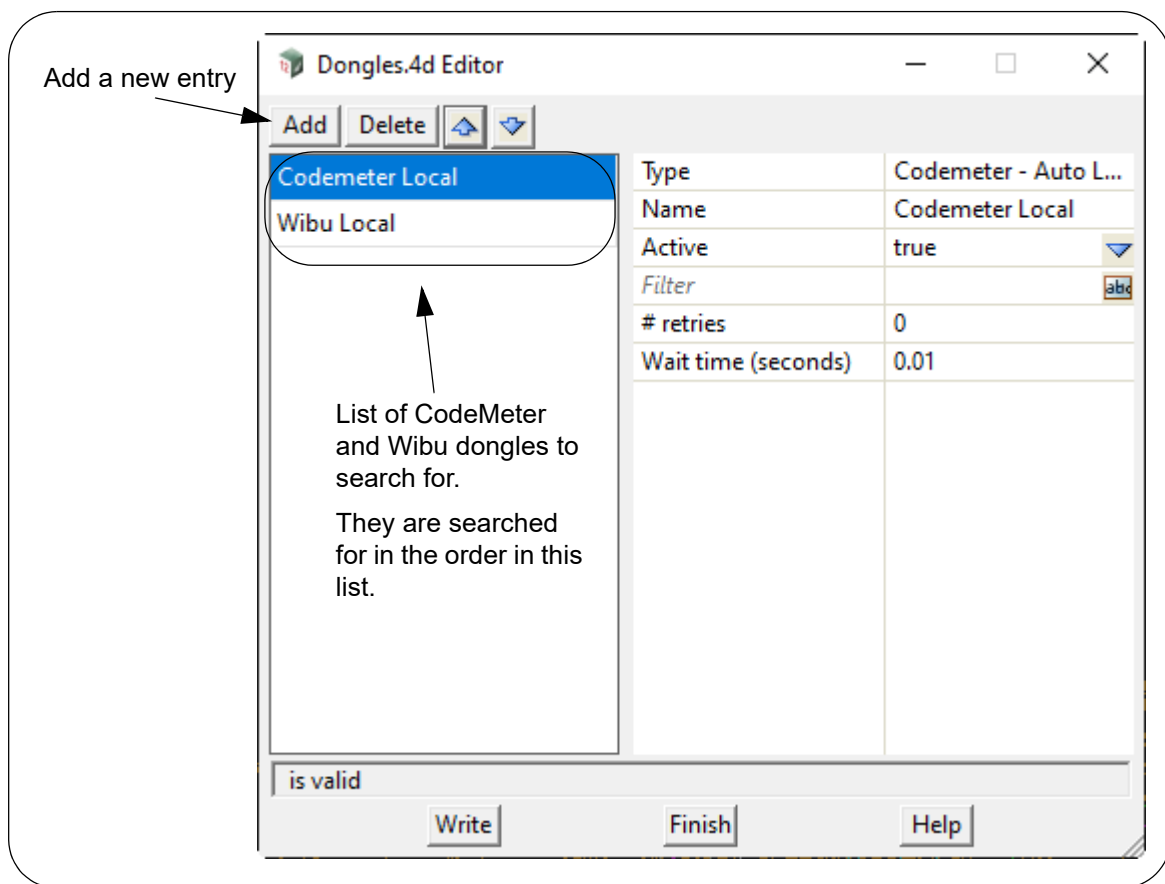 Add a new entry
Dongles.4d Editor
Add Delete
Codemeter Local
Wibu Local
Type Codemeter - Auto L...
Name Codemeter Local
Active true
Filter abc
# retries 0
Wait time (seconds) 0.01
List of CodeMeter
and Wibu dongles to
search for.
They are searched
for in the order in this
list.
is valid
Write Finish Help